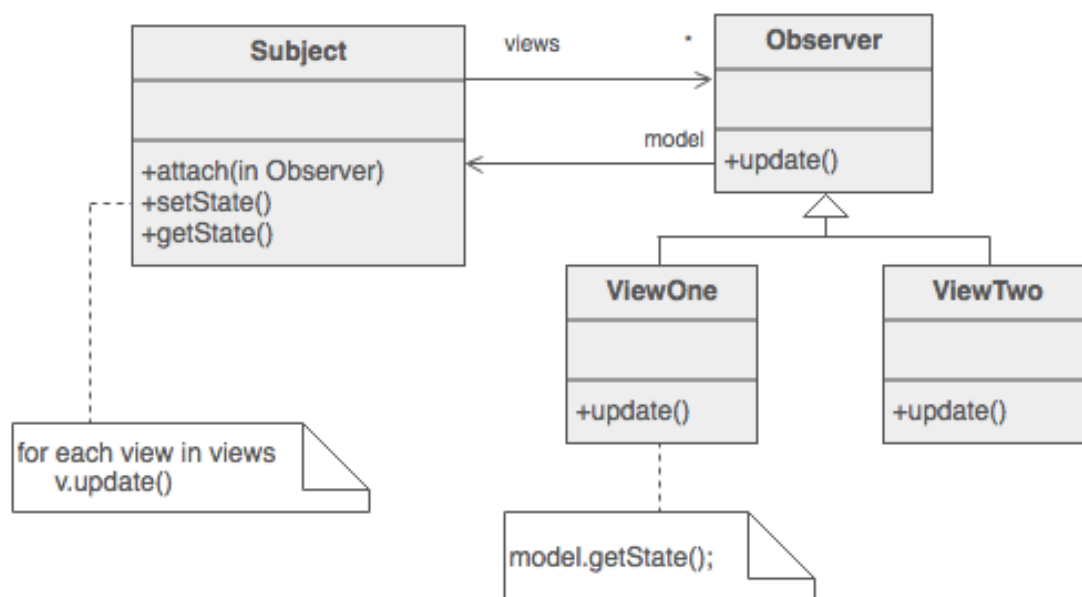 Subject
+attach(in Observer)
+setState()
+getState()
views
*
model
Observer
+update()
ViewOne
+update()
ViewTwo
+update()
for each view in views
v.update()
model.getState();